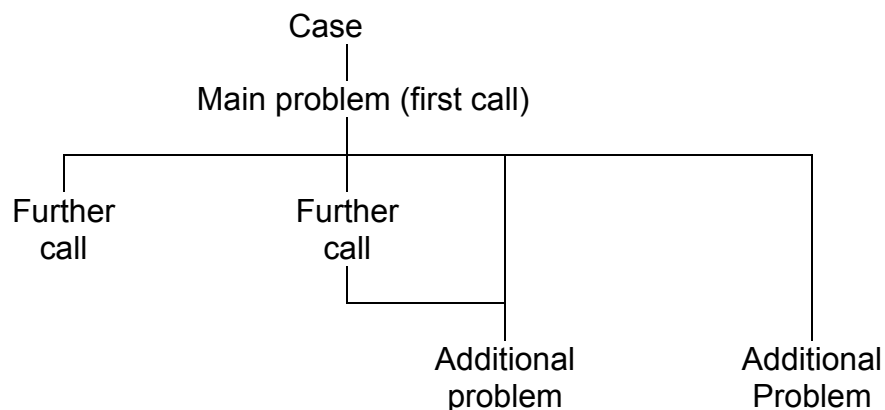 Case
Main problem (first call)
Further
call
Further
call
Additional
problem
Additional
Problem